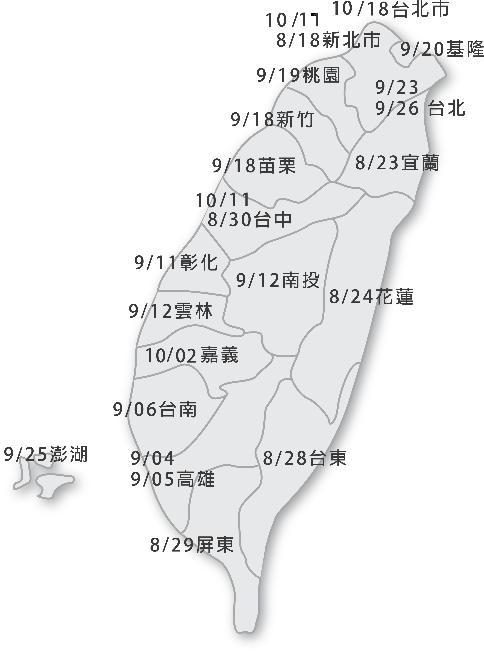 10/18台北市
10/17
8/18新北市
9/20基隆
9/19桃園
9/23
9/26 台北
9/18新竹
8/23宜蘭
9/18苗栗
10/11
8/30台中
9/11彰化
9/12南投
8/24花蓮
9/12雲林
10/02嘉義
9/06台南
9/25澎湖
9/04
9/05高雄
8/28台東
8/29屏東